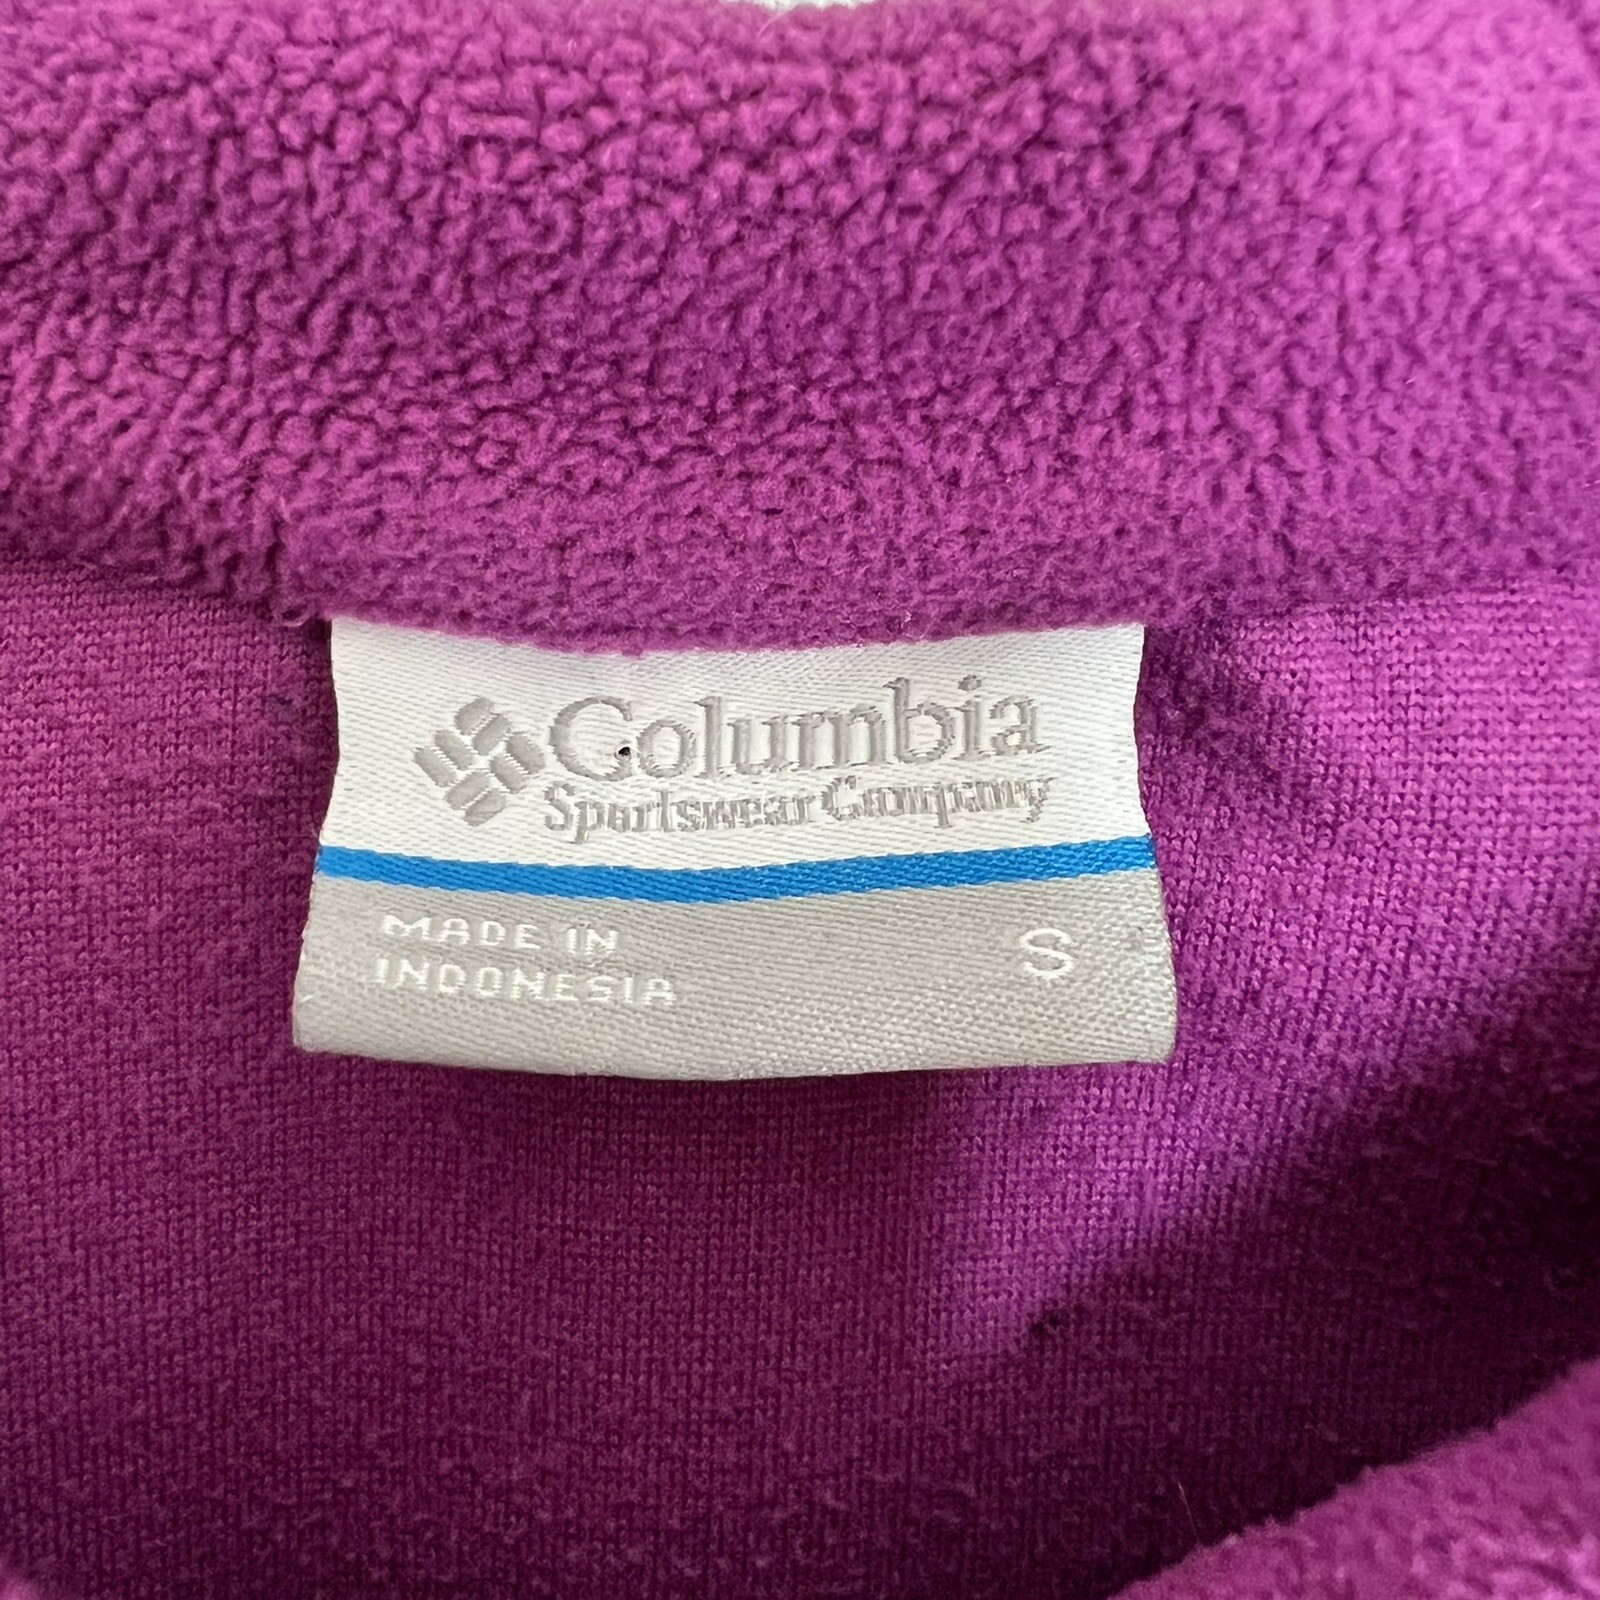 Columbia
Sportswear Company
MADE IN
INDONESIA
S